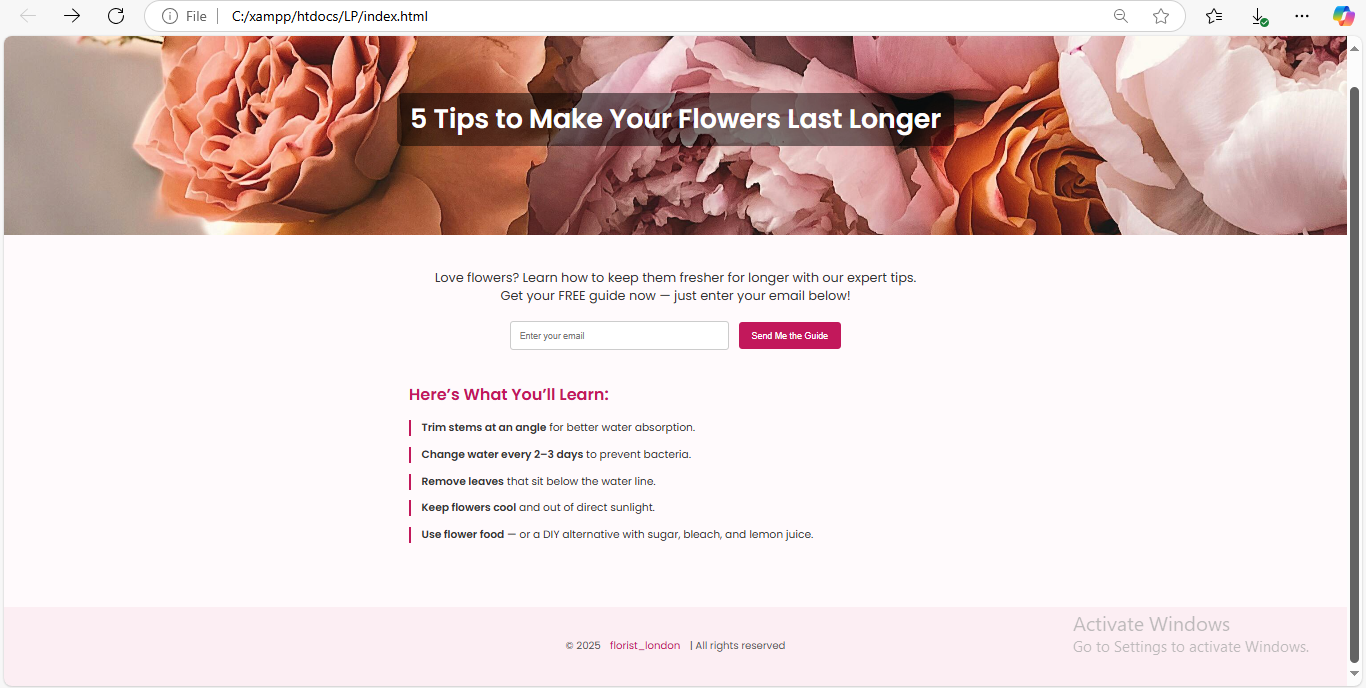 File
C:/xampp/htdocs/LP/index.html
5 Tips to Make Your Flowers Last Longer
Love flowers? Learn how to keep them fresher for longer with our expert tips.
Get your FREE guide now — just enter your email below!
Enter your email
Send Me the Guide
Here’s What You’ll Learn:
Trim stems at an angle for better water absorption.
Change water every 2–3 days to prevent bacteria.
Remove leaves that sit below the water line.
Keep flowers cool and out of direct sunlight.
Use flower food — or a DIY alternative with sugar, bleach, and lemon juice.
Activate Windows
Go to Settings to activate Windows.
© 2025 florist_london | All rights reserved